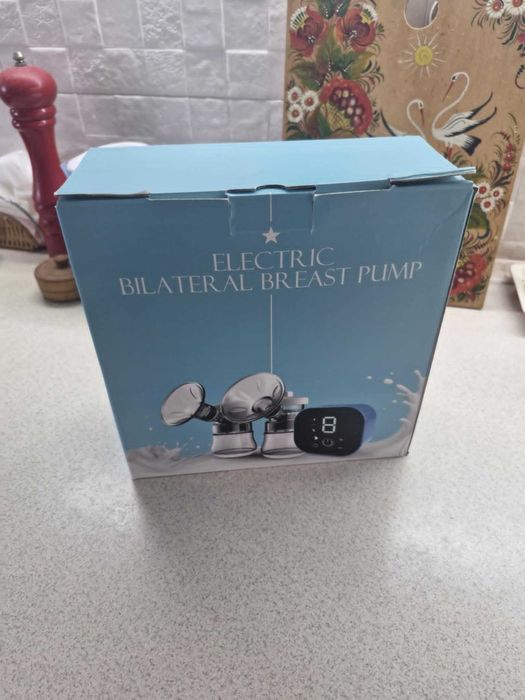 ELECTRIC
BILATERAL BREAST PUMP
8